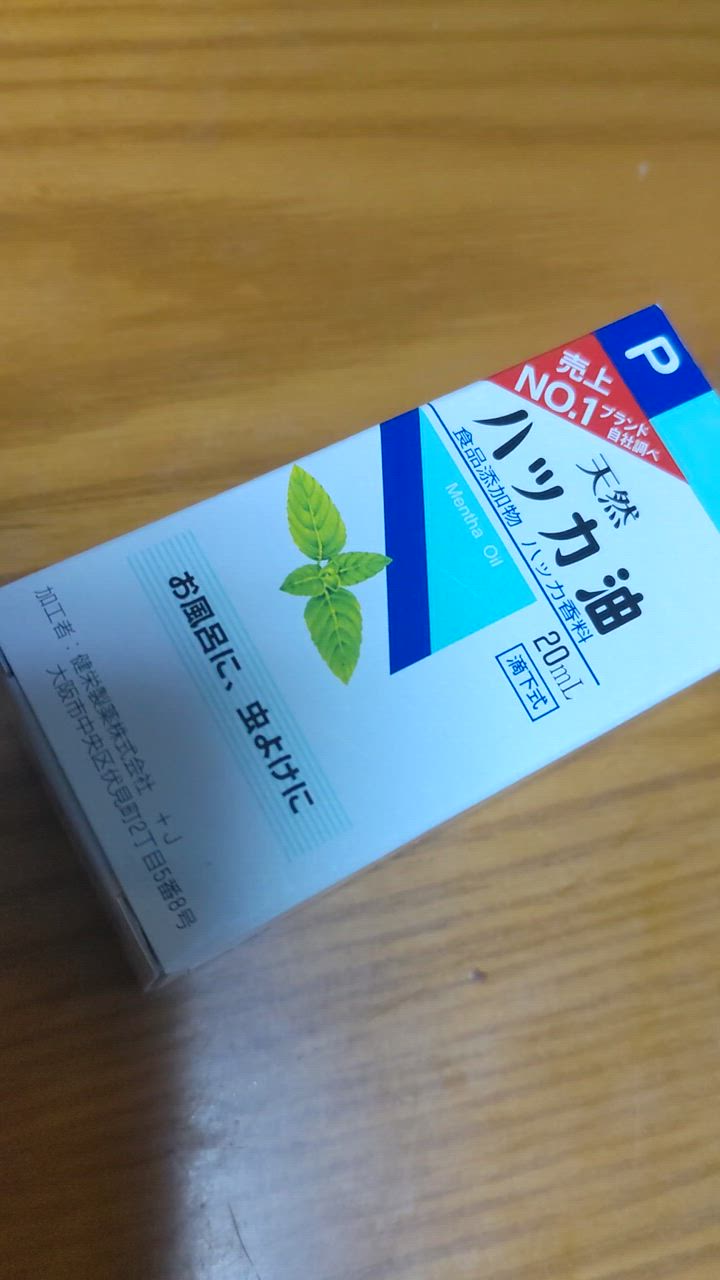 P
売上
NO.1
ブランド
自社調べ
天然
ハッカ油
食品添加物 ハッカ香料
Mentha Oil
20mL
滴下式
お風呂に、虫よけに
加工者：健栄製薬株式会社 +J
大阪市中央区伏見町2丁目5番8号